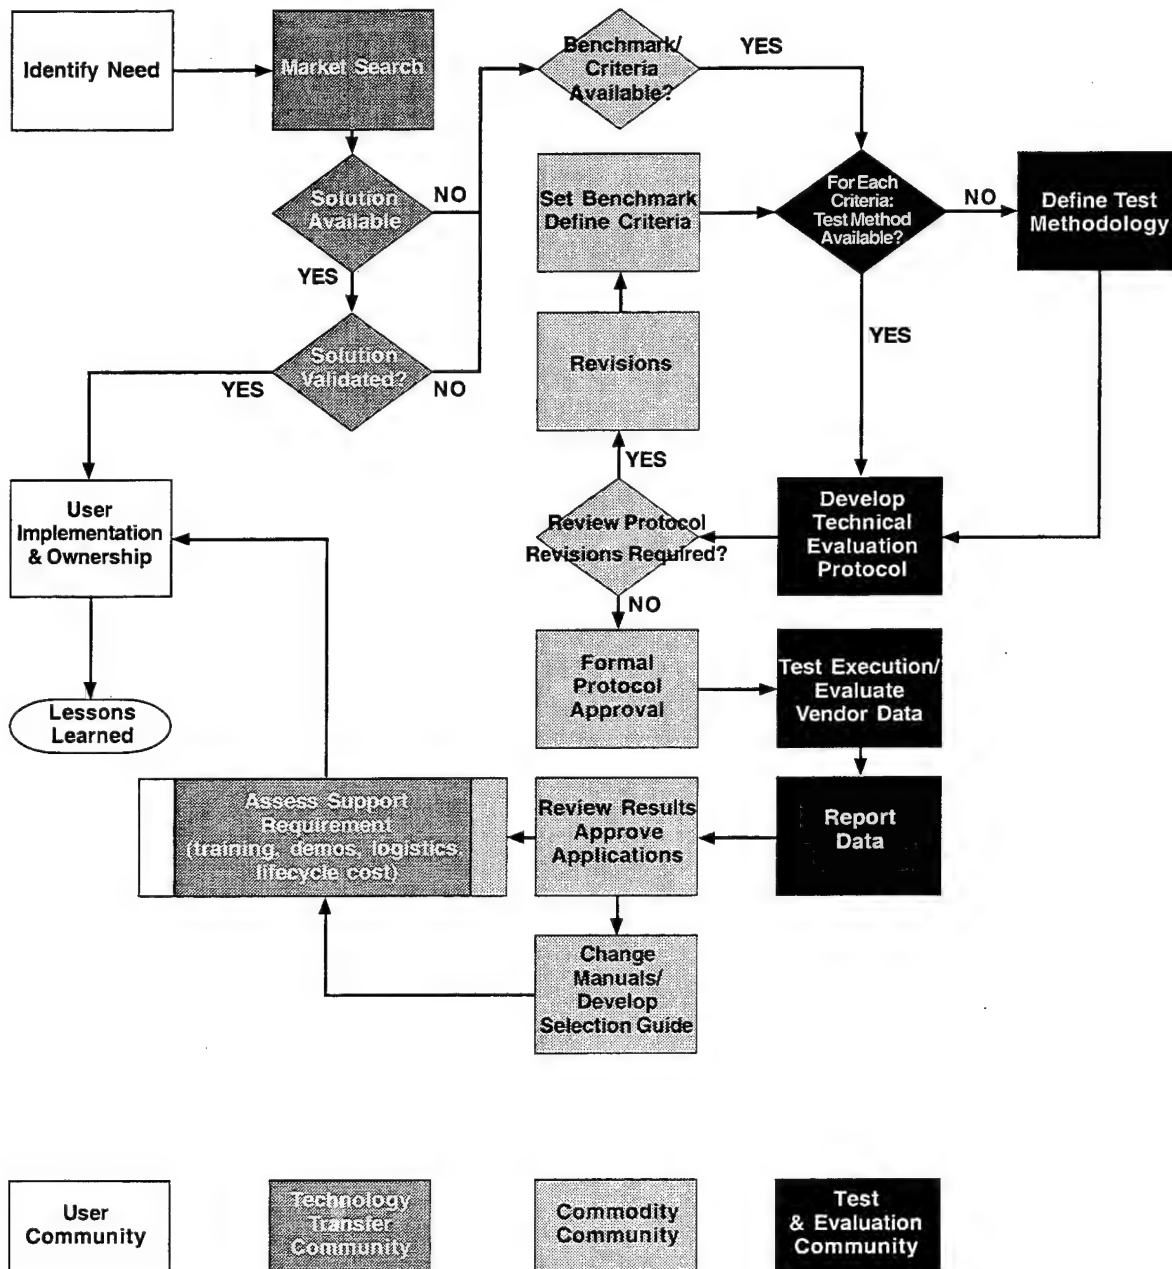 Identify Need
Market Search
Benchmark/
Criteria
Available?
YES
Solution
Available
NO
YES
Set Benchmark
Define Criteria
For Each
Criteria:
Test Method
Available?
NO
Define Test
Methodology
YES
Solution
Validated?
YES
NO
Revisions
YES
User
Implementation
& Ownership
Review Protocol
Revisions Required?
NO
Develop
Technical
Evaluation
Protocol
Formal
Protocol
Approval
Test Execution/
Evaluate
Vendor Data
Lessons
Learned
Assess Support
Requirement
(training, demos, logistics
lifecycle cost)
Review Results
Approve
Applications
Report
Data
Change
Manuals/
Develop
Selection Guide
User
Community
Technology
Transfer
Community
Commodity
Community
Test
& Evaluation
Community